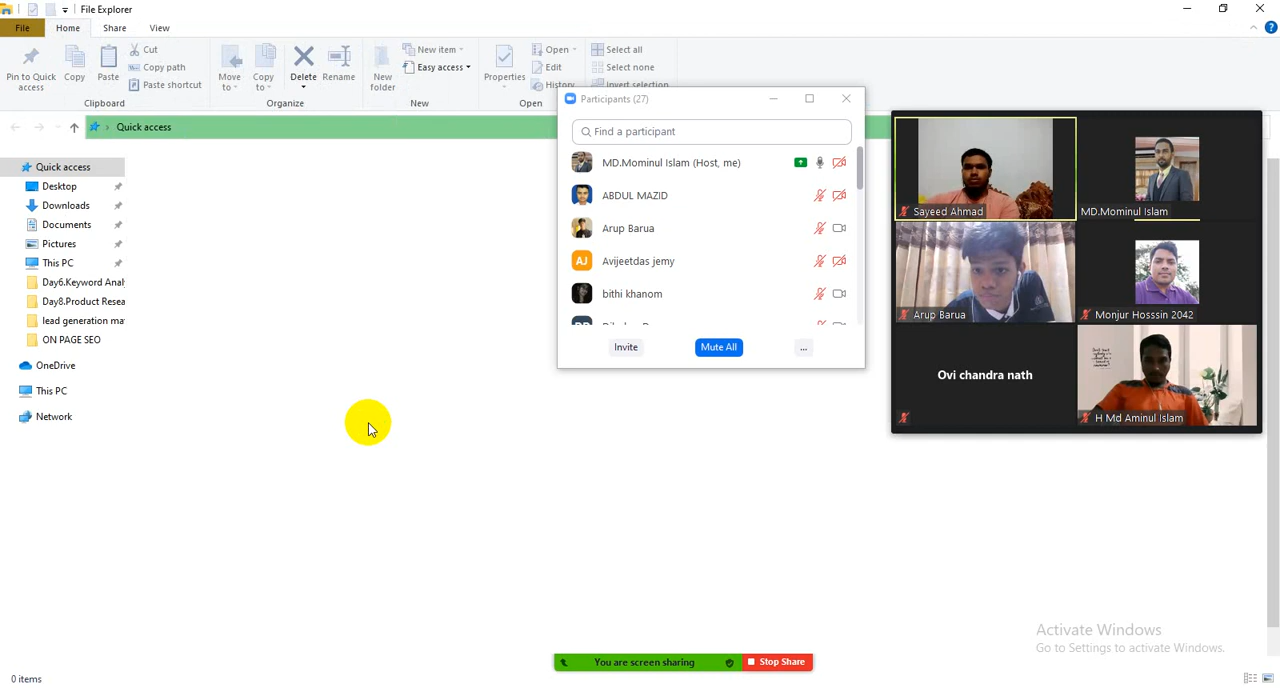 File Explorer
File
Home
Share
View
Pin to Quick access
Copy
Paste
Cut
Copy path
Paste shortcut
Clipboard
Move to
Copy to
Delete
Rename
Organize
New folder
New item
Easy access
New
Properties
Open
Edit
History
Open
Select all
Select none
Invert selection
Quick access
Quick access
Desktop
Downloads
Documents
Pictures
This PC
Day6.Keyword Analy
Day8.Product Resea
lead generation ma
ON PAGE SEO
OneDrive
This PC
Network
Participants (27)
Find a participant
MD.Mominul Islam (Host, me)
ABDUL MAZID
Arup Barua
AJ
Avijeetdas jemy
bithi khanom
Invite
Mute All
...
Sayeed Ahmad
MD.Mominul Islam
Arup Barua
Monjur Hosssin 2042
Ovi chandra nath
H Md Aminul Islam
Activate Windows
Go to Settings to activate Windows.
You are screen sharing
Stop Share
0 items